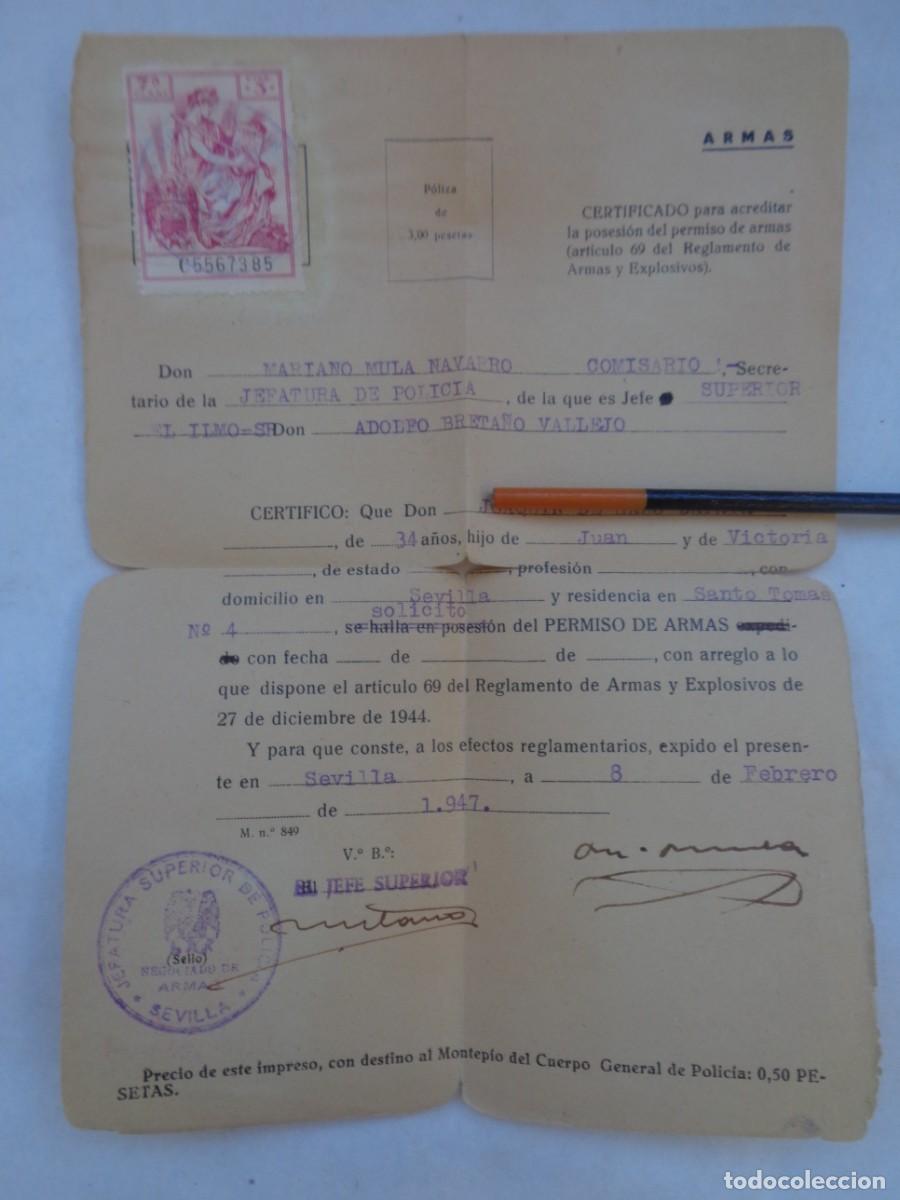 C5567385
Póliza
de
3,00 pesetas
ARMAS
CERTIFICADO para acreditar
la posesión del permiso de armas
(artículo 69 del Reglamento de
Armas y Explosivos).
Don MARIANO MULA NAVARRO COMISARIO, Secre-
tario de la JEFATURA DE POLICIA, de la que es Jefe SUPERIOR
EL ILMO=SR Don ADOLFO BRETAÑO VALLEJO
CERTIFICO: Que Don
, de 34 años, hijo de Juan y de Victoria
, de estado , profesión , con
domicilio en Sevilla y residencia en Santo Tomas
solicito
Nº 4 , se halla en posesión del PERMISO DE ARMAS expedi-
do con fecha de de , con arreglo a lo
que dispone el artículo 69 del Reglamento de Armas y Explosivos de
27 de diciembre de 1944.
Y para que conste, a los efectos reglamentarios, expido el presen-
te en Sevilla , a 8 de Febrero
de 1.947.
M. n.º 849
V.º B.º:
El JEFE SUPERIOR
JEFATURA SUPERIOR DE POLICIA
(Sello)
NEGOCIADO DE
ARMAS
* SEVILLA *
Precio de este impreso, con destino al Montepío del Cuerpo General de Policía: 0,50 PE-
SETAS.
todocoleccion